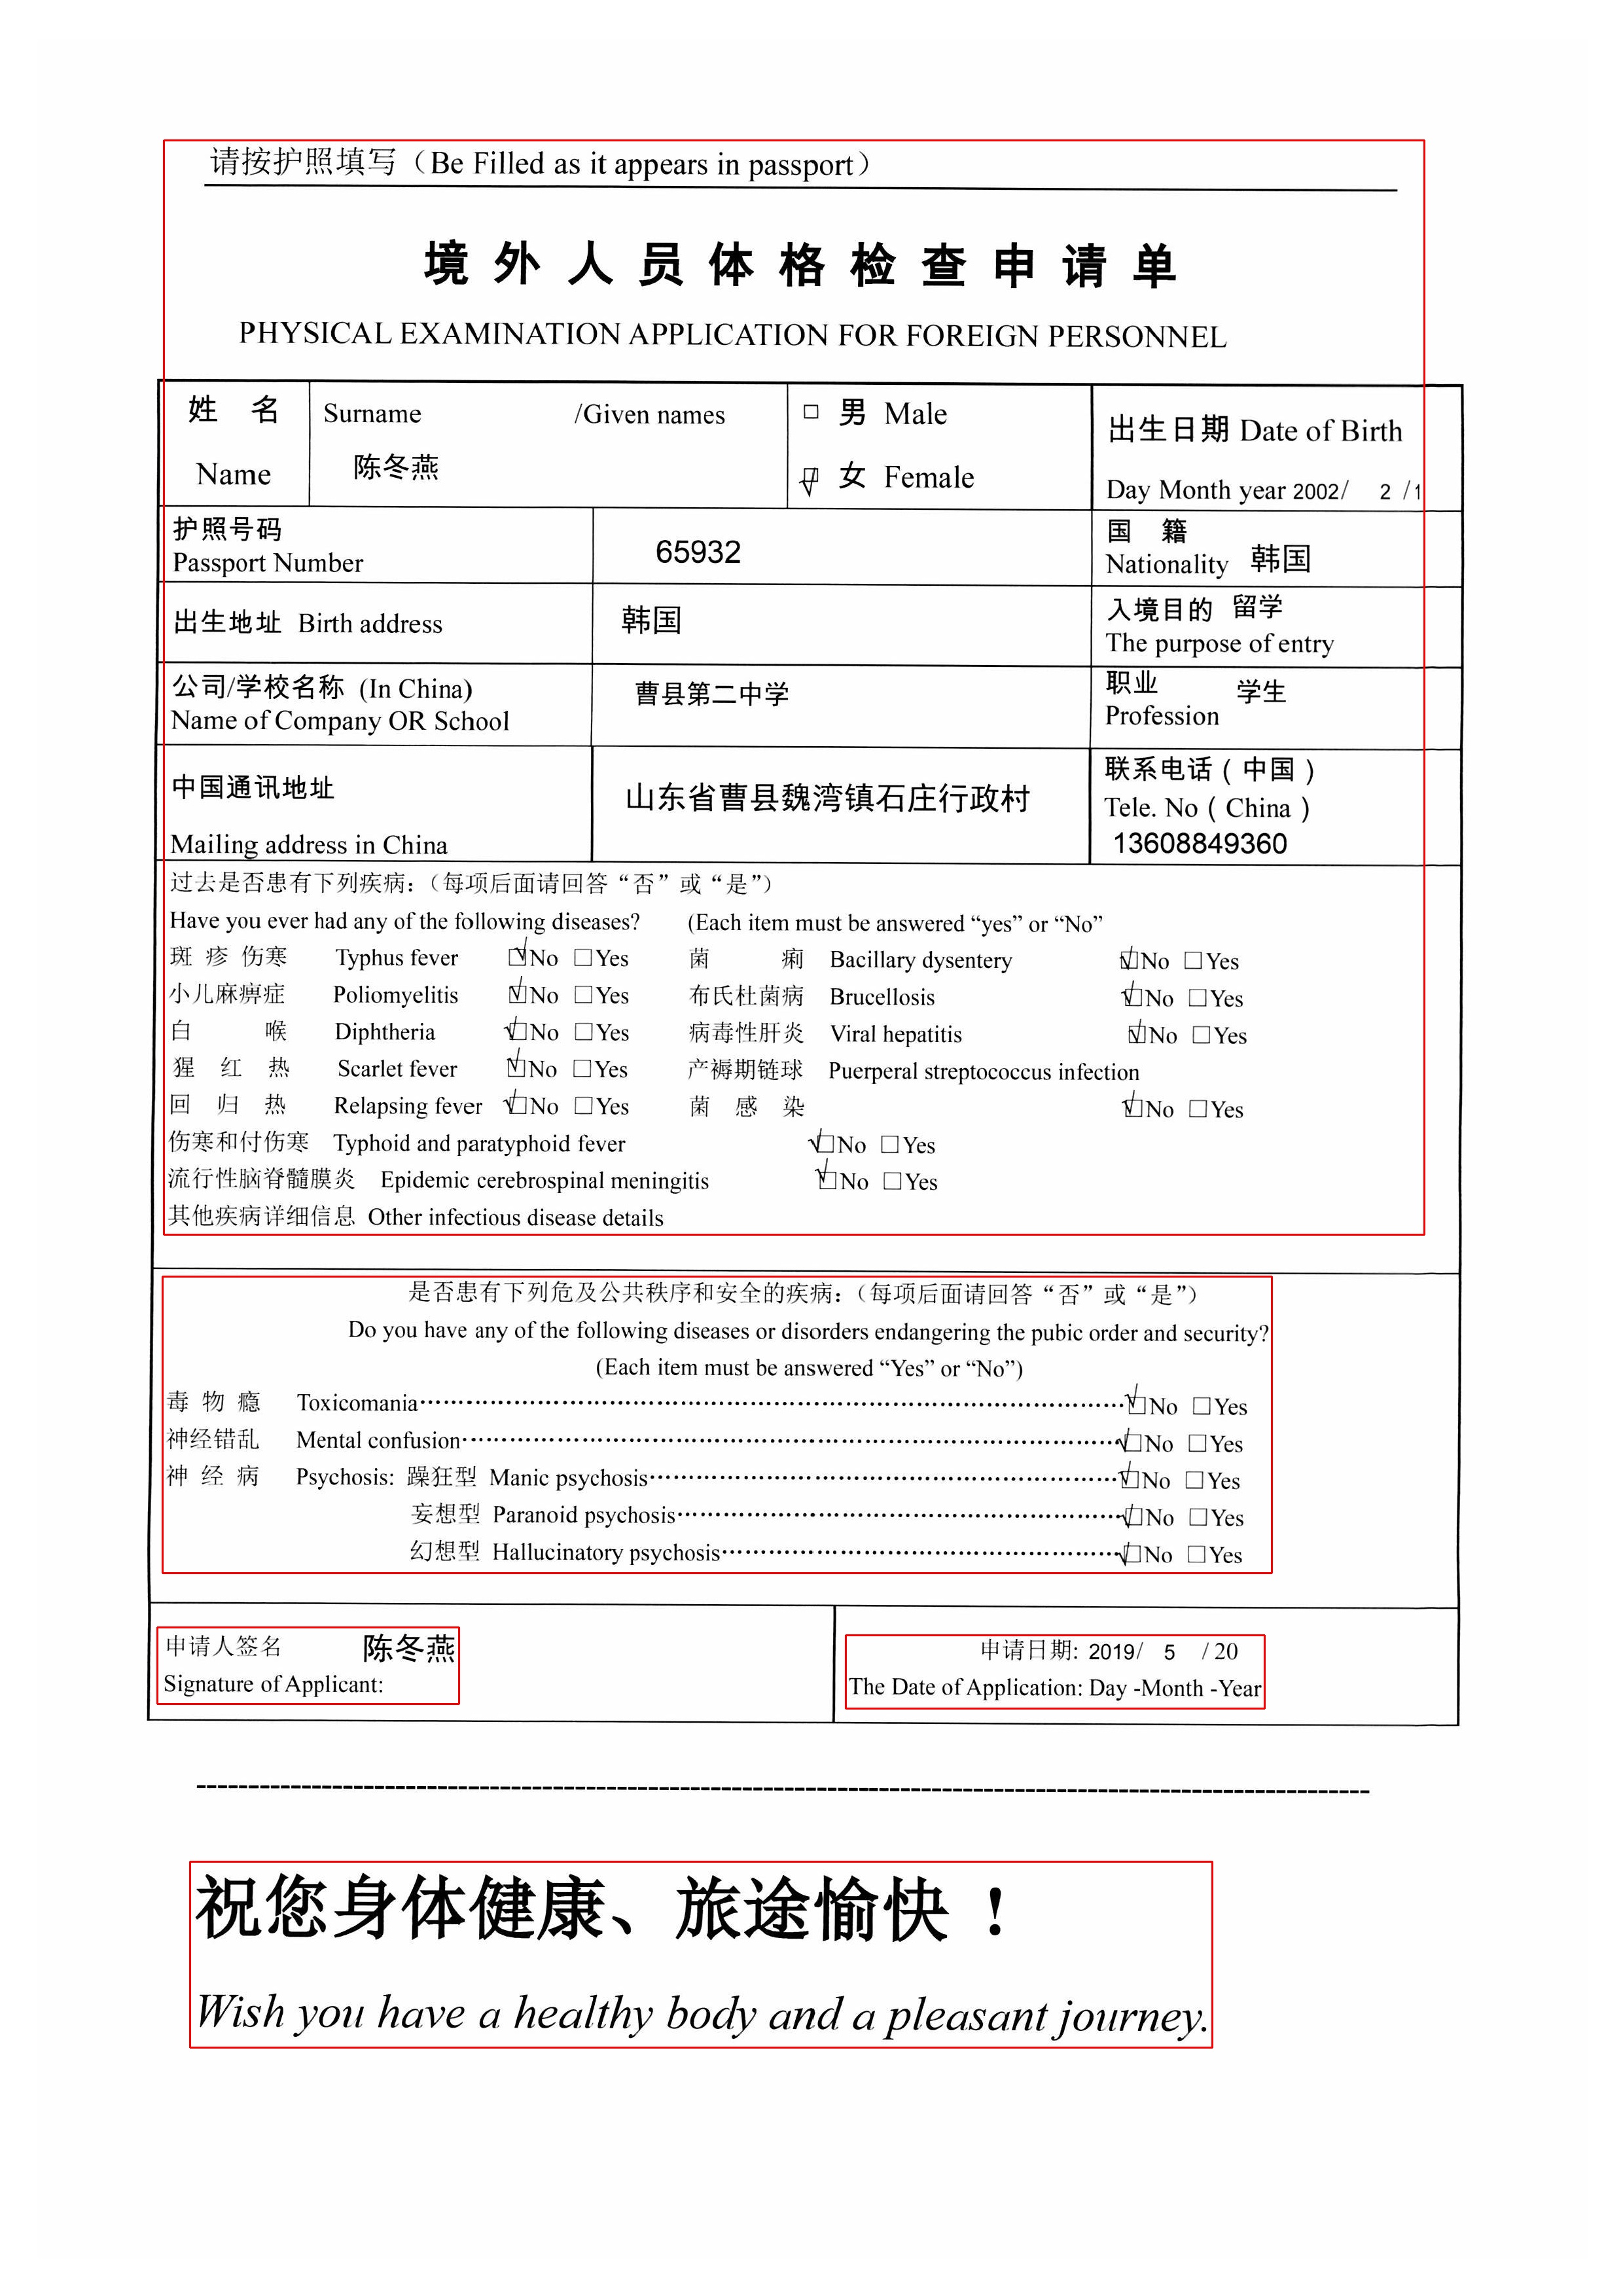 请按护照填写（Be Filled as it appears in passport）
境外人员体格检查申请单
PHYSICAL EXAMINATION APPLICATION FOR FOREIGN PERSONNEL
姓 名 Surname /Given names □ 男 Male 出生日期 Date of Birth
Name 陈冬燕 ☑ 女 Female Day Month year 2002/ 2 /1
护照号码 65932 国 籍
Passport Number Nationality 韩国
出生地址 Birth address 韩国 入境目的 留学
The purpose of entry
公司/学校名称 (In China) 曹县第二中学 职业 学生
Name of Company OR School Profession
中国通讯地址 山东省曹县魏湾镇石庄行政村 联系电话（中国）
Tele. No（China）
Mailing address in China 13608849360
过去是否患有下列疾病：（每项后面请回答“否”或“是”）
Have you ever had any of the following diseases? (Each item must be answered “yes” or “No”
斑疹伤寒 Typhus fever ☑No □Yes 菌 痢 Bacillary dysentery ☑No □Yes
小儿麻痹症 Poliomyelitis ☑No □Yes 布氏杜菌病 Brucellosis ☑No □Yes
白 喉 Diphtheria ☑No □Yes 病毒性肝炎 Viral hepatitis ☑No □Yes
猩 红 热 Scarlet fever ☑No □Yes 产褥期链球 Puerperal streptococcus infection
回 归 热 Relapsing fever ☑No □Yes 菌 感 染 ☑No □Yes
伤寒和付伤寒 Typhoid and paratyphoid fever ☑No □Yes
流行性脑脊髓膜炎 Epidemic cerebrospinal meningitis ☑No □Yes
其他疾病详细信息 Other infectious disease details
是否患有下列危及公共秩序和安全的疾病：（每项后面请回答“否”或“是”）
Do you have any of the following diseases or disorders endangering the pubic order and security?
(Each item must be answered “Yes” or “No”)
毒 物 瘾 Toxicomania ☑No □Yes
神经错乱 Mental confusion ☑No □Yes
神 经 病 Psychosis: 躁狂型 Manic psychosis ☑No □Yes
妄想型 Paranoid psychosis ☑No □Yes
幻想型 Hallucinatory psychosis ☑No □Yes
申请人签名 陈冬燕 申请日期: 2019/ 5 /20
Signature of Applicant: The Date of Application: Day -Month -Year
祝您身体健康、旅途愉快！
Wish you have a healthy body and a pleasant journey.